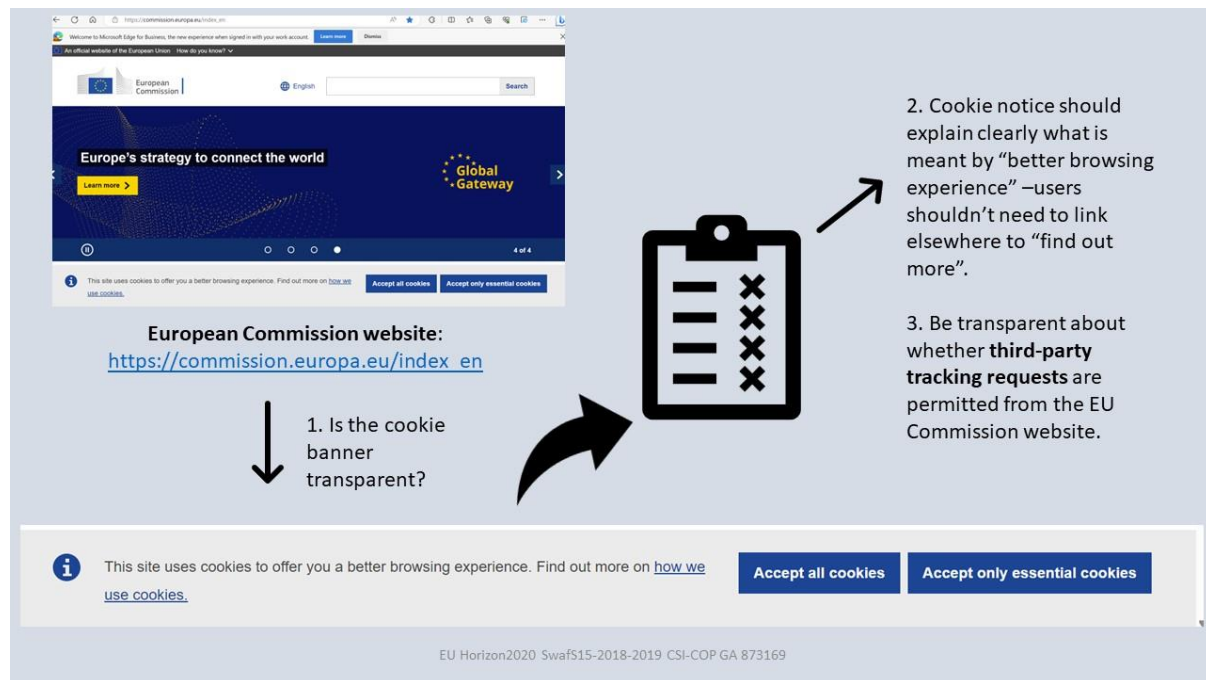 https://commission.europa.eu/index_en
Welcome to Microsoft Edge for Business, the new experience when signed in with your work account.
Learn more
Dismiss
An official website of the European Union How do you know?
European
Commission
English
Search
Europe's strategy to connect the world
Learn more
Global
Gateway
4 of 4
This site uses cookies to offer you a better browsing experience. Find out more on how we
use cookies.
Accept all cookies
Accept only essential cookies
European Commission website:
https://commission.europa.eu/index_en
1. Is the cookie
banner
transparent?
2. Cookie notice should
explain clearly what is
meant by “better browsing
experience” –users
shouldn’t need to link
elsewhere to “find out
more”.
3. Be transparent about
whether third-party
tracking requests are
permitted from the EU
Commission website.
This site uses cookies to offer you a better browsing experience. Find out more on how we
use cookies.
Accept all cookies
Accept only essential cookies
EU Horizon2020 SwafS15-2018-2019 CSI-COP GA 873169